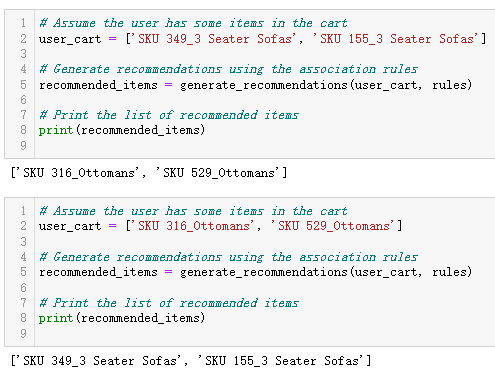 1 # Assume the user has some items in the cart
2 user_cart = ['SKU 349_3 Seater Sofas', 'SKU 155_3 Seater Sofas']
3
4 # Generate recommendations using the association rules
5 recommended_items = generate_recommendations(user_cart, rules)
6
7 # Print the list of recommended items
8 print(recommended_items)
9
['SKU 316_Ottomans', 'SKU 529_Ottomans']
1 # Assume the user has some items in the cart
2 user_cart = ['SKU 316_Ottomans', 'SKU 529_Ottomans']
3
4 # Generate recommendations using the association rules
5 recommended_items = generate_recommendations(user_cart, rules)
6
7 # Print the list of recommended items
8 print(recommended_items)
9
['SKU 349_3 Seater Sofas', 'SKU 155_3 Seater Sofas']